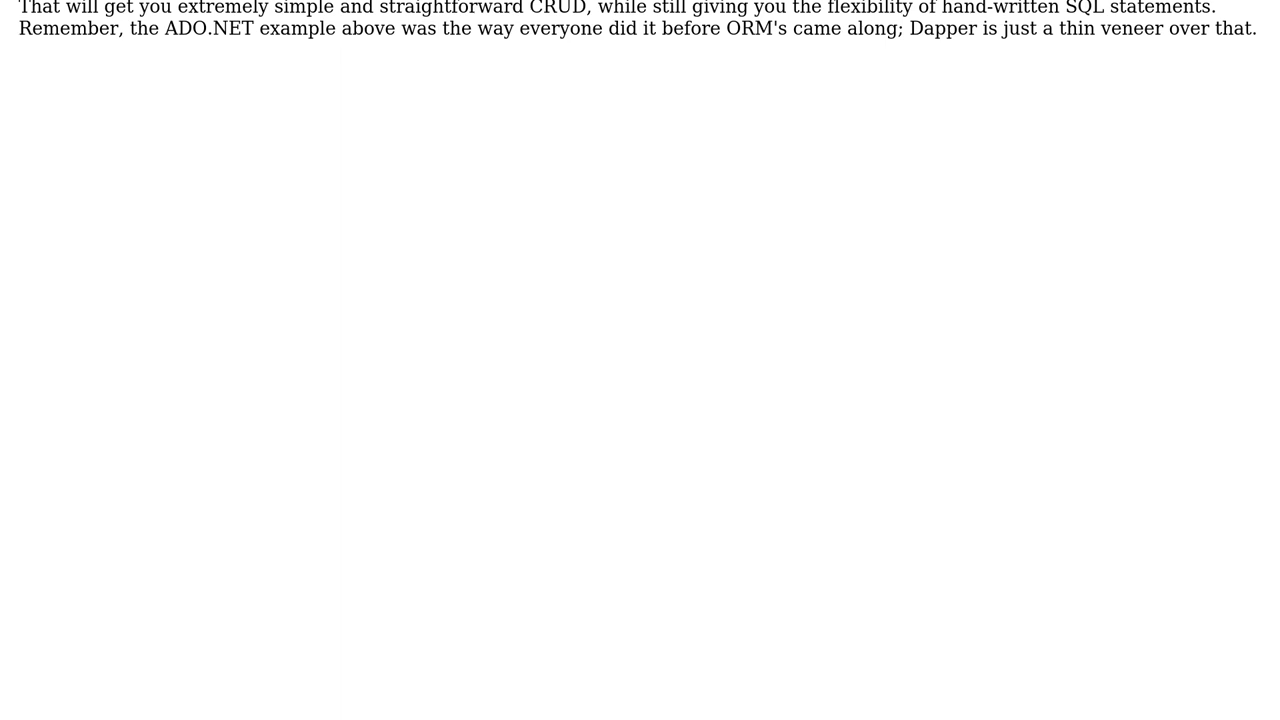 That will get you extremely simple and straightforward CRUD, while still giving you the flexibility of hand-written SQL statements.
Remember, the ADO.NET example above was the way everyone did it before ORM's came along; Dapper is just a thin veneer over that.